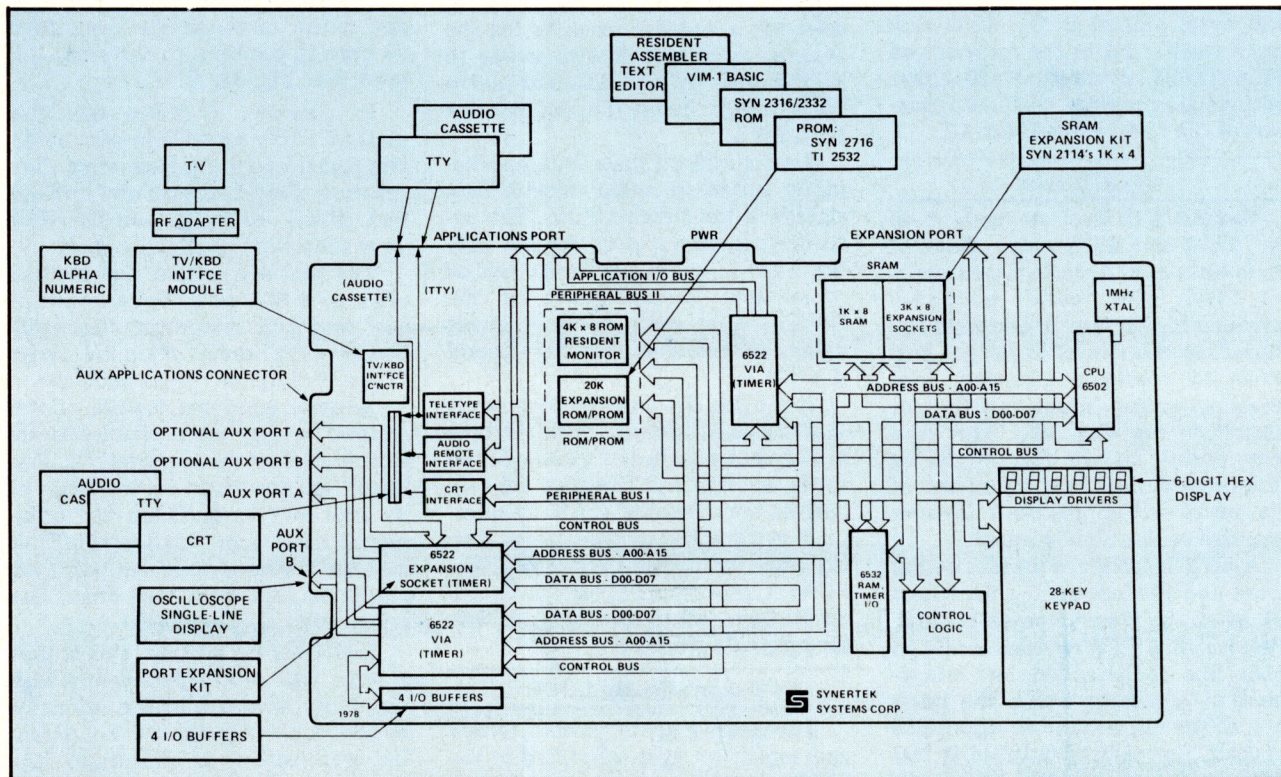 RESIDENT
ASSEMBLER
TEXT
EDITOR
VIM-1 BASIC
SYN 2316/2332
ROM
PROM:
SYN 2716
TI 2532
SRAM
EXPANSION KIT
SYN 2114's 1K x 4
AUDIO
CASSETTE
TTY
T-V
RF ADAPTER
KBD
ALPHA
NUMERIC
TV/KBD
INT'FCE
MODULE
APPLICATIONS PORT
PWR
EXPANSION PORT
(AUDIO
CASSETTE)
(TTY)
APPLICATION I/O BUS
PERIPHERAL BUS II
4K x 8 ROM
RESIDENT
MONITOR
20K
EXPANSION
ROM/PROM
ROM/PROM
6522
VIA
(TIMER)
SRAM
1K x 8
SRAM
3K x 8
EXPANSION
SOCKETS
1MHz
XTAL
CPU
6502
ADDRESS BUS - A00-A15
DATA BUS - D00-D07
CONTROL BUS
AUX APPLICATIONS CONNECTOR
TV/KBD
INT'FCE
C'NCTR
TELETYPE
INTERFACE
AUDIO
REMOTE
INTERFACE
CRT
INTERFACE
PERIPHERAL BUS I
OPTIONAL AUX PORT A
OPTIONAL AUX PORT B
AUX PORT A
AUX
PORT
B
AUDIO
CAS
TTY
CRT
OSCILLOSCOPE
SINGLE-LINE
DISPLAY
PORT EXPANSION
KIT
4 I/O BUFFERS
CONTROL BUS
6522
EXPANSION
SOCKET (TIMER)
ADDRESS BUS - A00-A15
DATA BUS - D00-D07
6522
VIA
(TIMER)
DATA BUS - D00-D07
ADDRESS BUS - A00-A15
CONTROL BUS
4 I/O BUFFERS
1978
6532
RAM,
TIMER
I/O
CONTROL
LOGIC
DISPLAY DRIVERS
6-DIGIT HEX
DISPLAY
28-KEY
KEYPAD
SYNERTEK
SYSTEMS CORP.